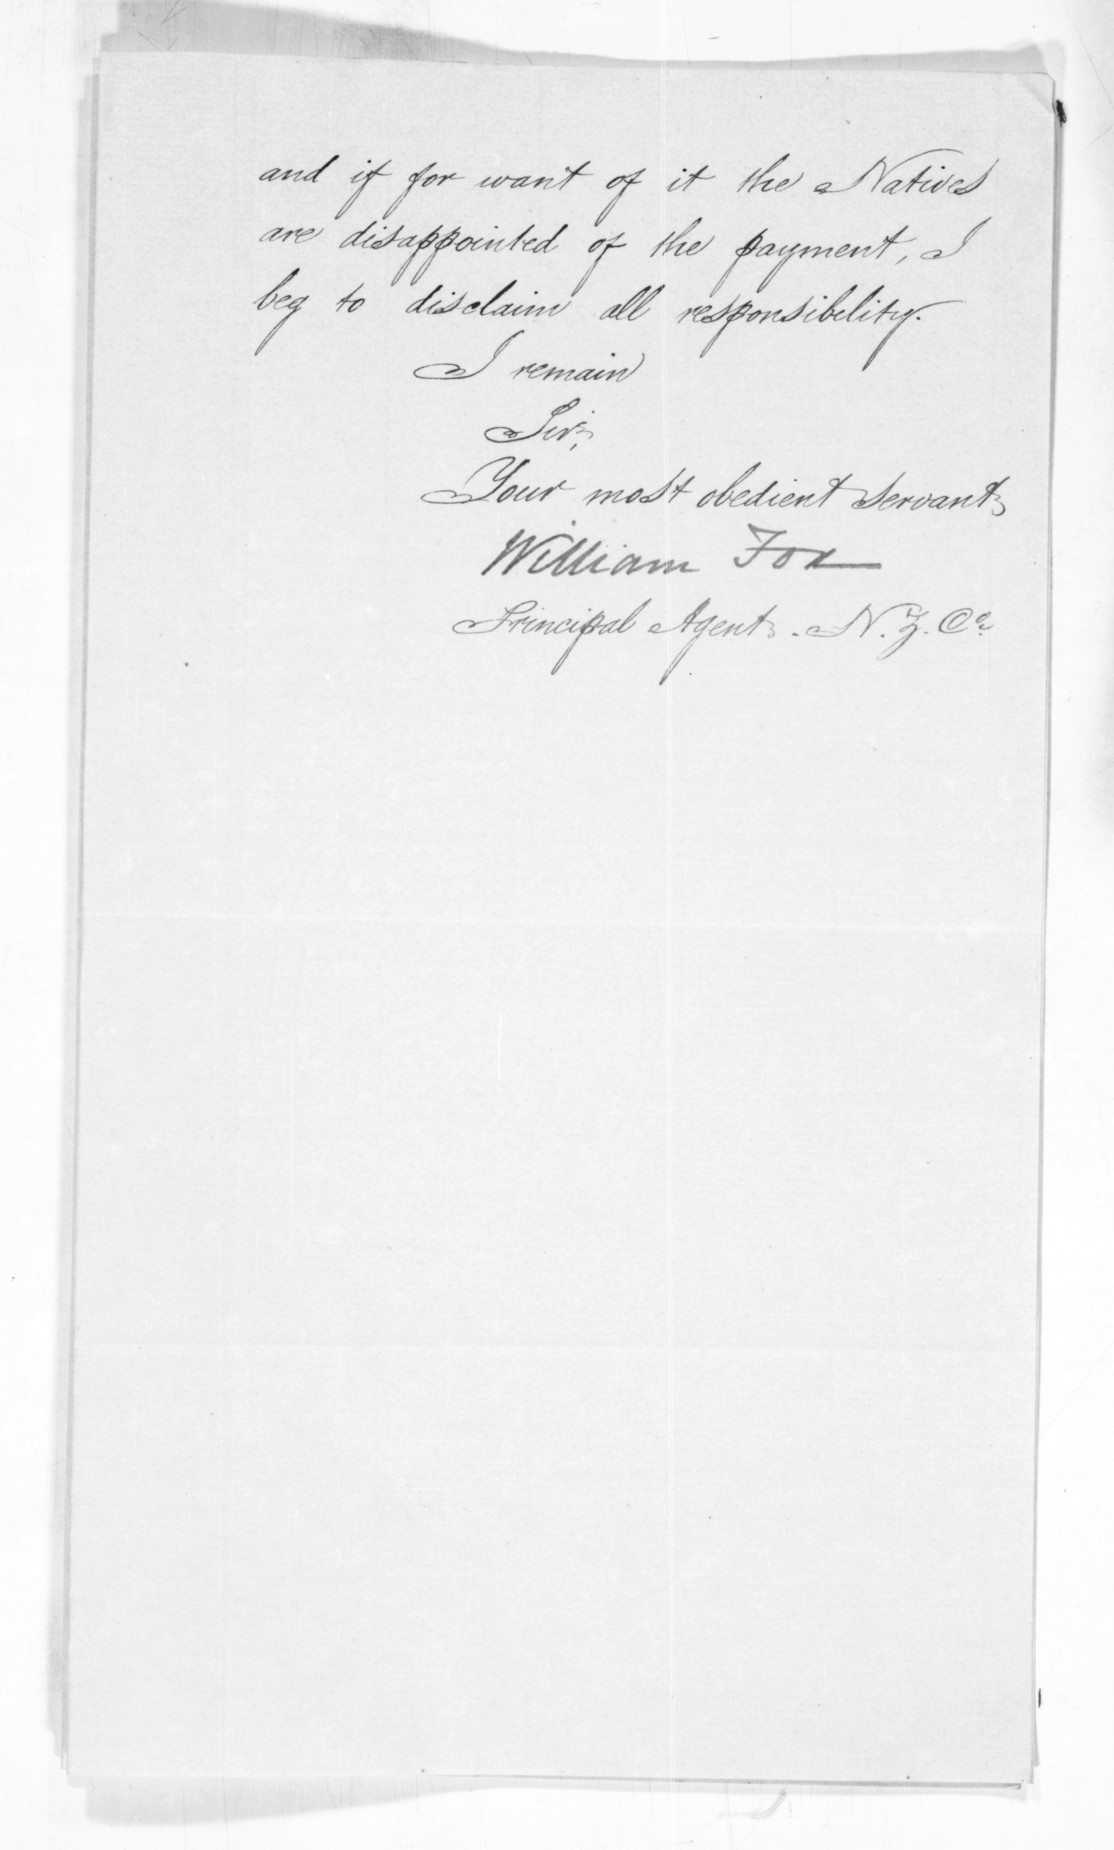 and if for want of it the Natives
are disappointed of the payment, I
beg to disclaim all responsibility.
I remain
Sir,
Your most obedient servant
William Fox
Principal Agent. N.Z. Co.